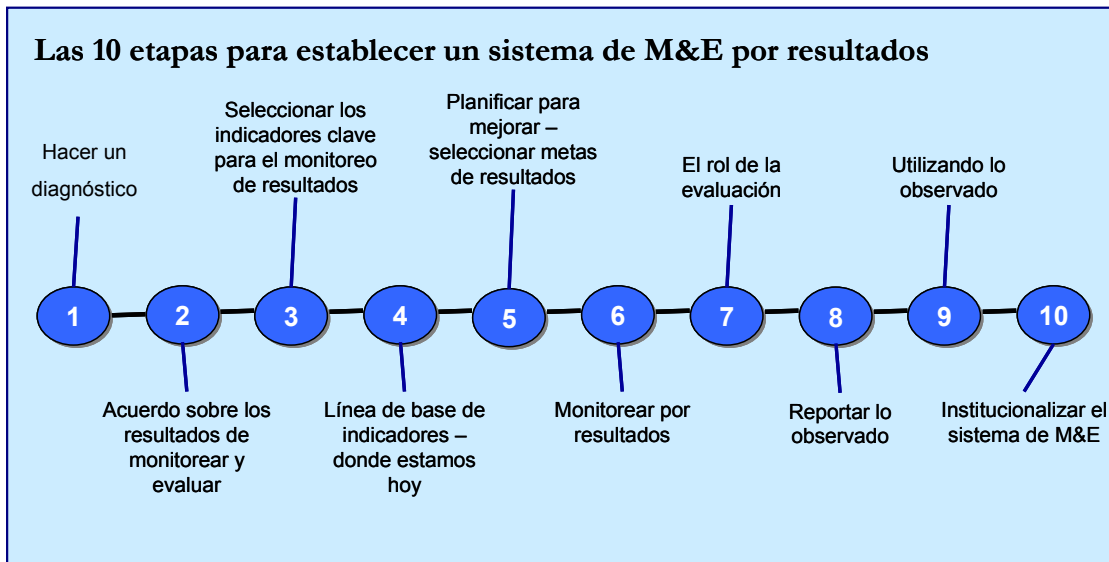 Las 10 etapas para establecer un sistema de M&E por resultados
Hacer un
diagnóstico
Seleccionar los
indicadores clave
para el monitoreo
de resultados
Planificar para
mejorar –
seleccionar metas
de resultados
El rol de la
evaluación
Utilizando lo
observado
1
2
3
4
5
6
7
8
9
10
Acuerdo sobre los
resultados de
monitorear y
evaluar
Línea de base de
indicadores –
donde estamos
hoy
Monitorear por
resultados
Reportar lo
observado
Institucionalizar el
sistema de M&E